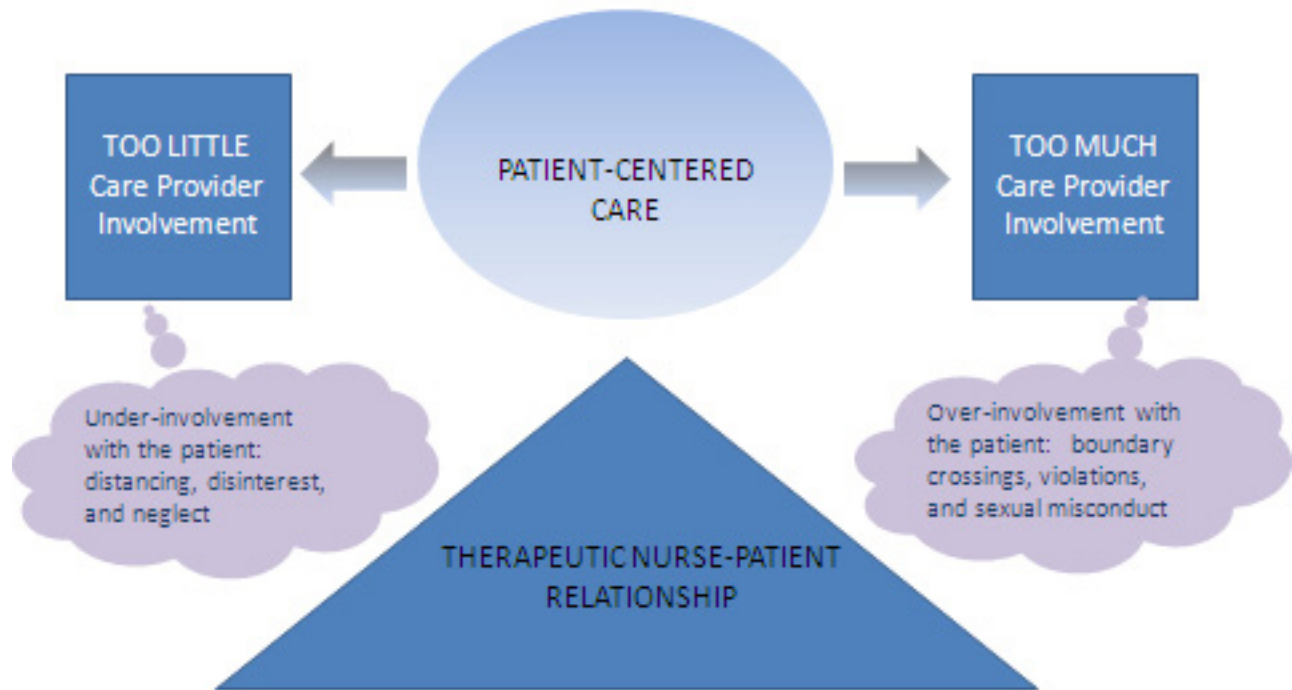 TOO LITTLE
Care Provider
Involvement
PATIENT-CENTERED
CARE
TOO MUCH
Care Provider
Involvement
Under-involvement
with the patient:
distancing, disinterest,
and neglect
Over-involvement with
the patient: boundary
crossings, violations,
and sexual misconduct
THERAPEUTIC NURSE-PATIENT
RELATIONSHIP